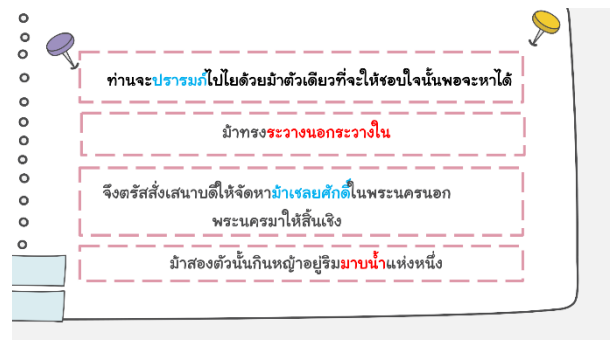 ท่านจะปรารมภ์ไปไยด้วยม้าตัวเดียวที่จะให้ชอบใจนั้นพอจะหาได้
ม้าทรงระวางนอกระวางใน
จึงตรัสสั่งเสนาบดีให้จัดหาม้าเชลยศักดิ์ในพระนครนอก
พระนครมาให้สิ้นเชิง
ม้าสองตัวนั้นกินหญ้าอยู่ริมมาบน้ำแห่งหนึ่ง